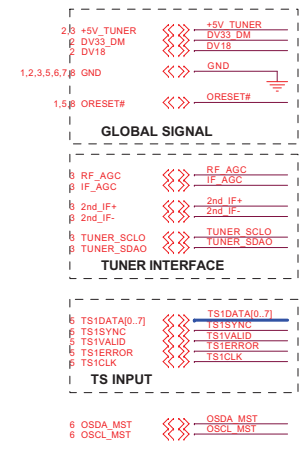 2,3 +5V_TUNER +5V_TUNER
2 DV33_DM DV33_DM
2 DV18 DV18
1,2,3,5,6,7,8 GND GND
1,5,8 ORESET# ORESET#
GLOBAL SIGNAL
3 RF_AGC RF_AGC
3 IF_AGC IF_AGC
3 2nd_IF+ 2nd_IF+
3 2nd_IF- 2nd_IF-
3 TUNER_SCLO TUNER_SCLO
3 TUNER_SDAO TUNER_SDAO
TUNER INTERFACE
5 TS1DATA[0..7] TS1DATA[0..7]
5 TS1SYNC TS1SYNC
5 TS1VALID TS1VALID
5 TS1ERROR TS1ERROR
5 TS1CLK TS1CLK
TS INPUT
6 OSDA_MST OSDA_MST
6 OSCL_MST OSCL_MST